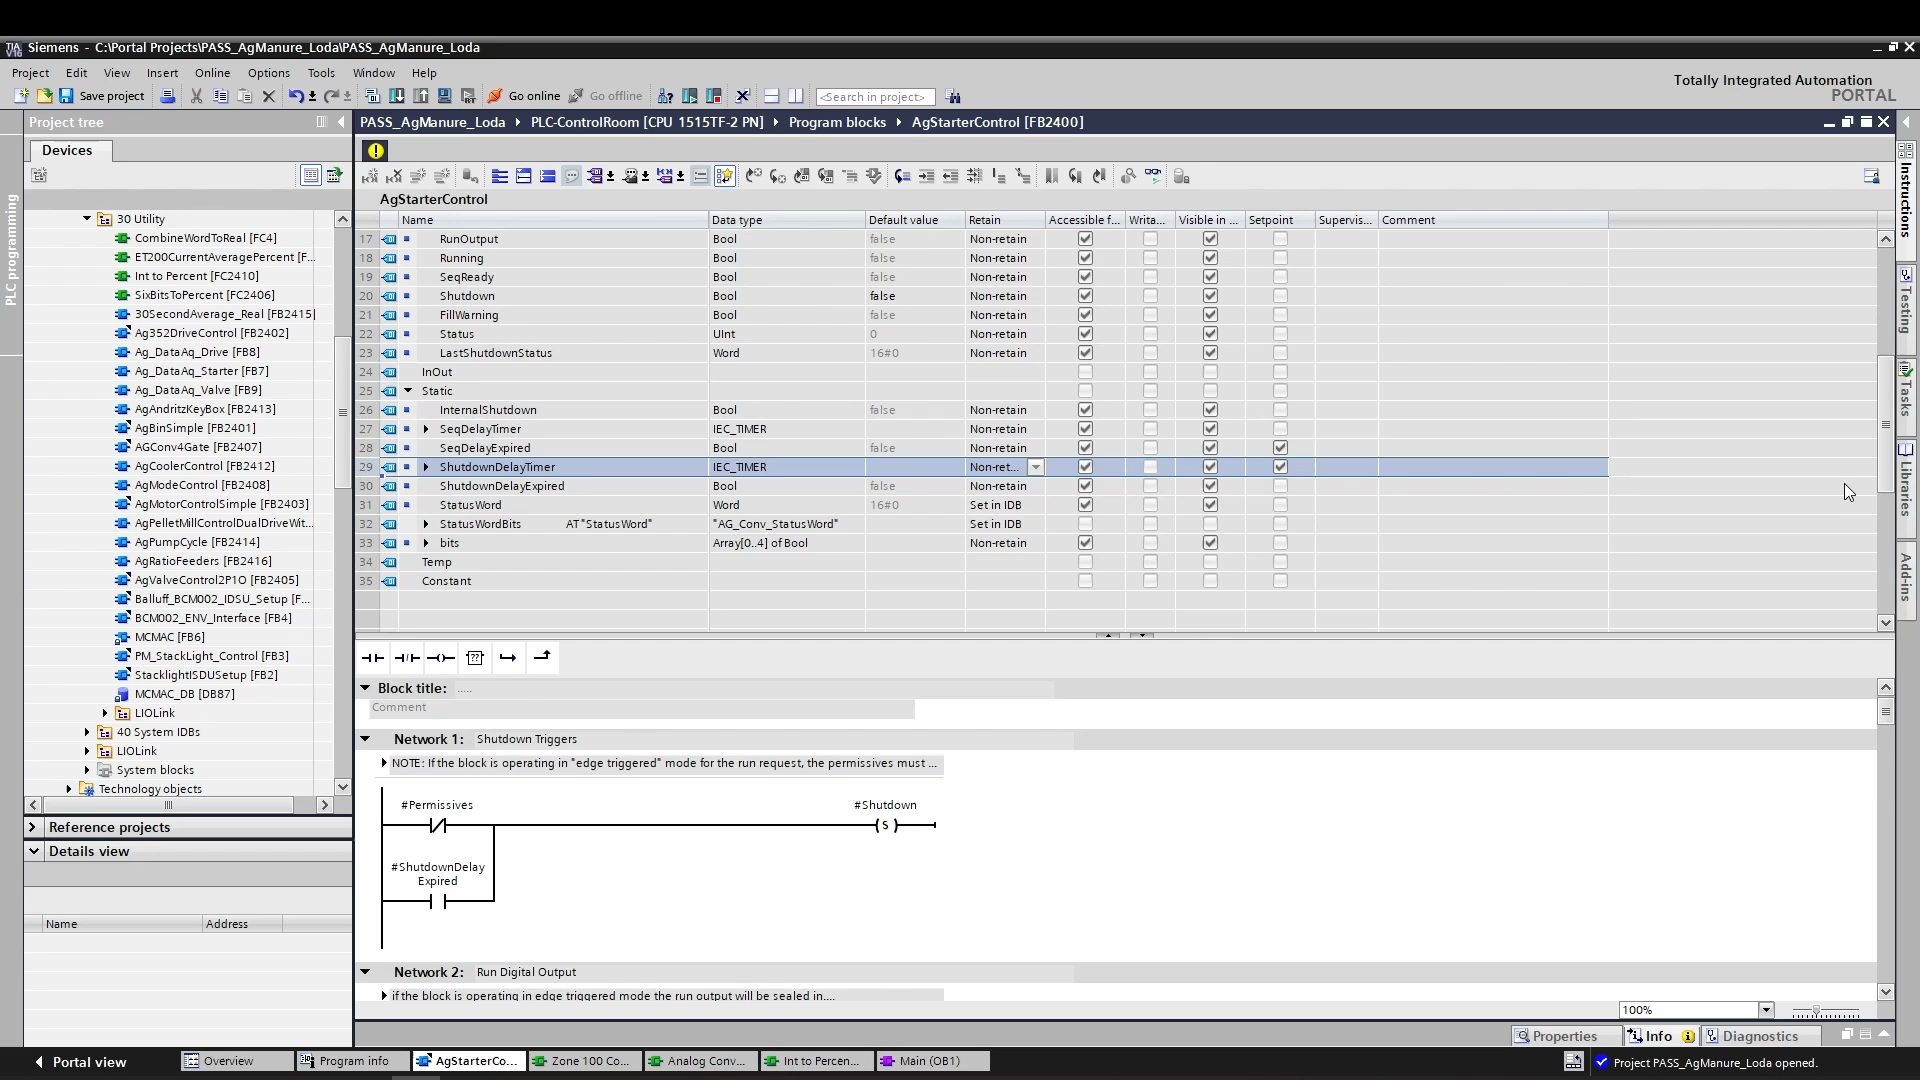 TIA V16 Siemens - C:\Portal Projects\PASS_AgManure_Loda\PASS_AgManure_Loda
Project Edit View Insert Online Options Tools Window Help
Totally Integrated Automation
PORTAL
Save project Go online Go offline <Search in project>
Project tree
PASS_AgManure_Loda PLC-ControlRoom [CPU 1515TF-2 PN] Program blocks AgStarterControl [FB2400]
Devices
PLC programming
30 Utility
CombineWordToReal [FC4]
ET200CurrentAveragePercent [F...
Int to Percent [FC2410]
SixBitsToPercent [FC2406]
30SecondAverage_Real [FB2415]
Ag352DriveControl [FB2402]
Ag_DataAq_Drive [FB8]
Ag_DataAq_Starter [FB7]
Ag_DataAq_Valve [FB9]
AgAndritzKeyBox [FB2413]
AgBinSimple [FB2401]
AGConv4Gate [FB2407]
AgCoolerControl [FB2412]
AgModeControl [FB2408]
AgMotorControlSimple [FB2403]
AgPelletMillControlDualDriveWit...
AgPumpCycle [FB2414]
AgRatioFeeders [FB2416]
AgValveControl2P1O [FB2405]
Balluff_BCM002_IDSU_Setup [F...
BCM002_ENV_Interface [FB4]
MCMAC [FB6]
PM_StackLight_Control [FB3]
StacklightISDUSetup [FB2]
MCMAC_DB [DB87]
LIOLink
40 System IDBs
LIOLink
System blocks
Technology objects
Reference projects
Details view
Name Address
AgStarterControl
Name Data type Default value Retain Accessible f... Writa... Visible in ... Setpoint Supervis... Comment
17 RunOutput Bool false Non-retain
18 Running Bool false Non-retain
19 SeqReady Bool false Non-retain
20 Shutdown Bool false Non-retain
21 FillWarning Bool false Non-retain
22 Status UInt 0 Non-retain
23 LastShutdownStatus Word 16#0 Non-retain
24 InOut
25 Static
26 InternalShutdown Bool false Non-retain
27 SeqDelayTimer IEC_TIMER Non-retain
28 SeqDelayExpired Bool false Non-retain
29 ShutdownDelayTimer IEC_TIMER Non-ret...
30 ShutdownDelayExpired Bool false Non-retain
31 StatusWord Word 16#0 Set in IDB
32 StatusWordBits AT"StatusWord" "AG_Conv_StatusWord" Set in IDB
33 bits Array[0..4] of Bool Non-retain
34 Temp
35 Constant
??
Block title: .....
Comment
Network 1: Shutdown Triggers
NOTE: If the block is operating in "edge triggered" mode for the run request, the permissives must ...
#Permissives #Shutdown
S
#ShutdownDelay
Expired
Network 2: Run Digital Output
if the block is operating in edge triggered mode the run output will be sealed in....
100%
Properties Info Diagnostics
Instructions
Testing
Tasks
Libraries
Add-ins
Portal view Overview Program info AgStarterCo... Zone 100 Co... Analog Conv... Int to Percen... Main (OB1) Project PASS_AgManure_Loda opened.